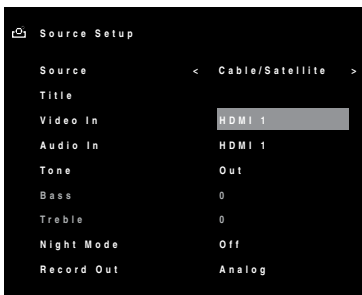 Source Setup
Source < Cable/Satellite >
Title
Video In HDMI 1
Audio In HDMI 1
Tone Out
Bass 0
Treble 0
Night Mode Off
Record Out Analog